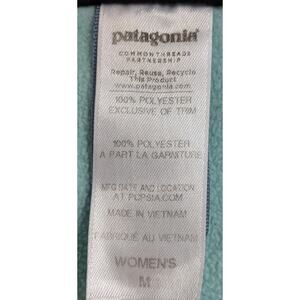 patagonia®
COMMON THREADS
PARTNERSHIP
Repair, Reuse, Recycle
This Product
www.patagonia.com
100% POLYESTER
EXCLUSIVE OF TRIM
100% POLYESTER
A PART LA GARNITURE
MFG DATE AND LOCATION
AT PCPSIA.COM
MADE IN VIETNAM
FABRIQUÉ AU VIETNAM
WOMEN'S
M